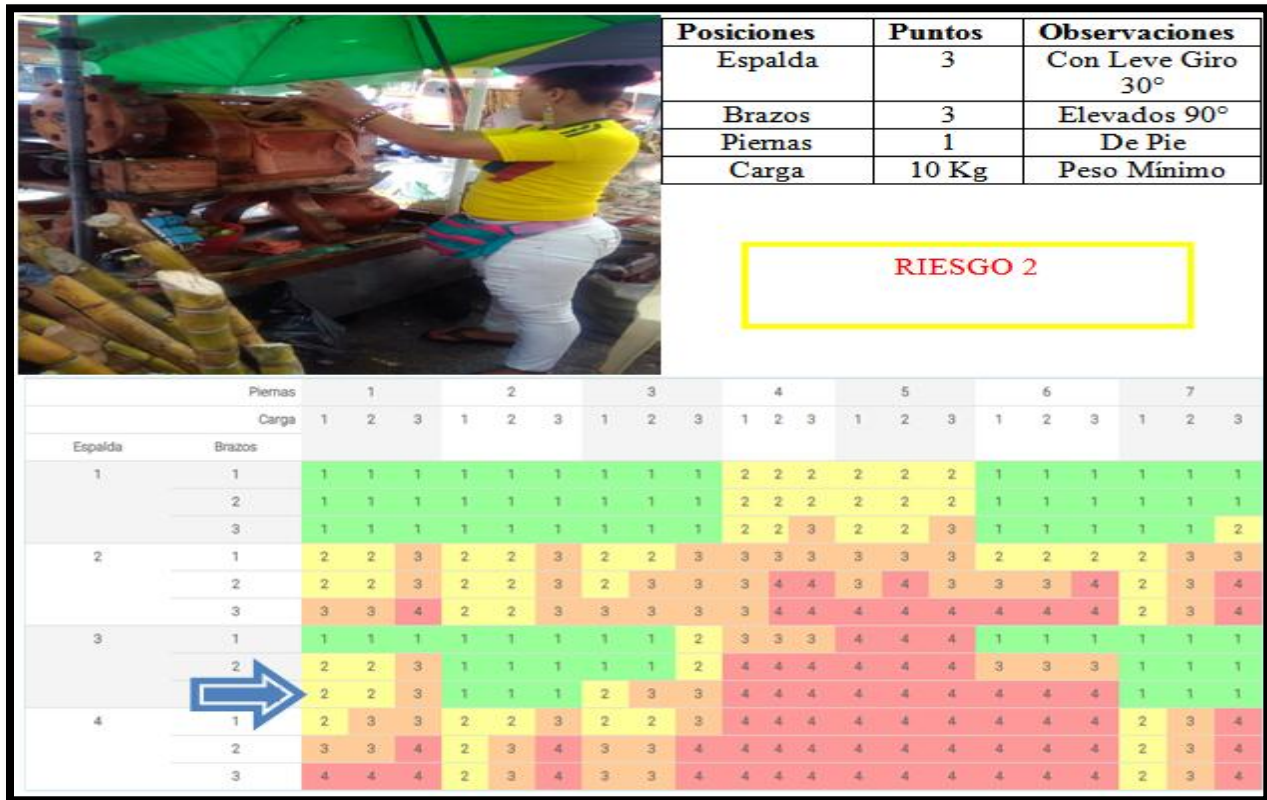 Posiciones Puntos Observaciones
Espalda 3 Con Leve Giro
30°
Brazos 3 Elevados 90°
Piernas 1 De Pie
Carga 10 Kg Peso Mínimo
RIESGO 2
Piernas 1 2 3 4 5 6 7
Carga 1 2 3 1 2 3 1 2 3 1 2 3 1 2 3 1 2 3 1 2 3
Espalda Brazos
1 1 1 1 1 1 1 1 1 1 1 2 2 2 2 2 2 1 1 1 1 1 1
2 1 1 1 1 1 1 1 1 1 2 2 2 2 2 2 1 1 1 1 1 1
3 1 1 1 1 1 1 1 1 1 2 2 3 2 2 3 1 1 1 1 1 2
2 1 2 2 3 2 2 3 2 2 3 3 3 3 3 3 3 2 2 2 2 3 3
2 2 2 3 2 2 3 2 3 3 3 4 4 3 4 3 3 3 4 2 3 4
3 3 3 4 2 2 3 3 3 3 3 4 4 4 4 4 4 4 4 2 3 4
3 1 1 1 1 1 1 1 1 1 2 3 3 3 4 4 4 1 1 1 1 1 1
2 2 2 3 1 1 1 1 1 2 4 4 4 4 4 4 3 3 3 1 1 1
2 2 3 1 1 1 2 3 3 4 4 4 4 4 4 4 4 4 1 1 1
4 1 2 3 3 2 2 3 2 2 3 4 4 4 4 4 4 4 4 4 2 3 4
2 3 3 4 2 3 4 3 3 4 4 4 4 4 4 4 4 4 4 2 3 4
3 4 4 4 2 3 4 3 3 4 4 4 4 4 4 4 4 4 4 2 3 4